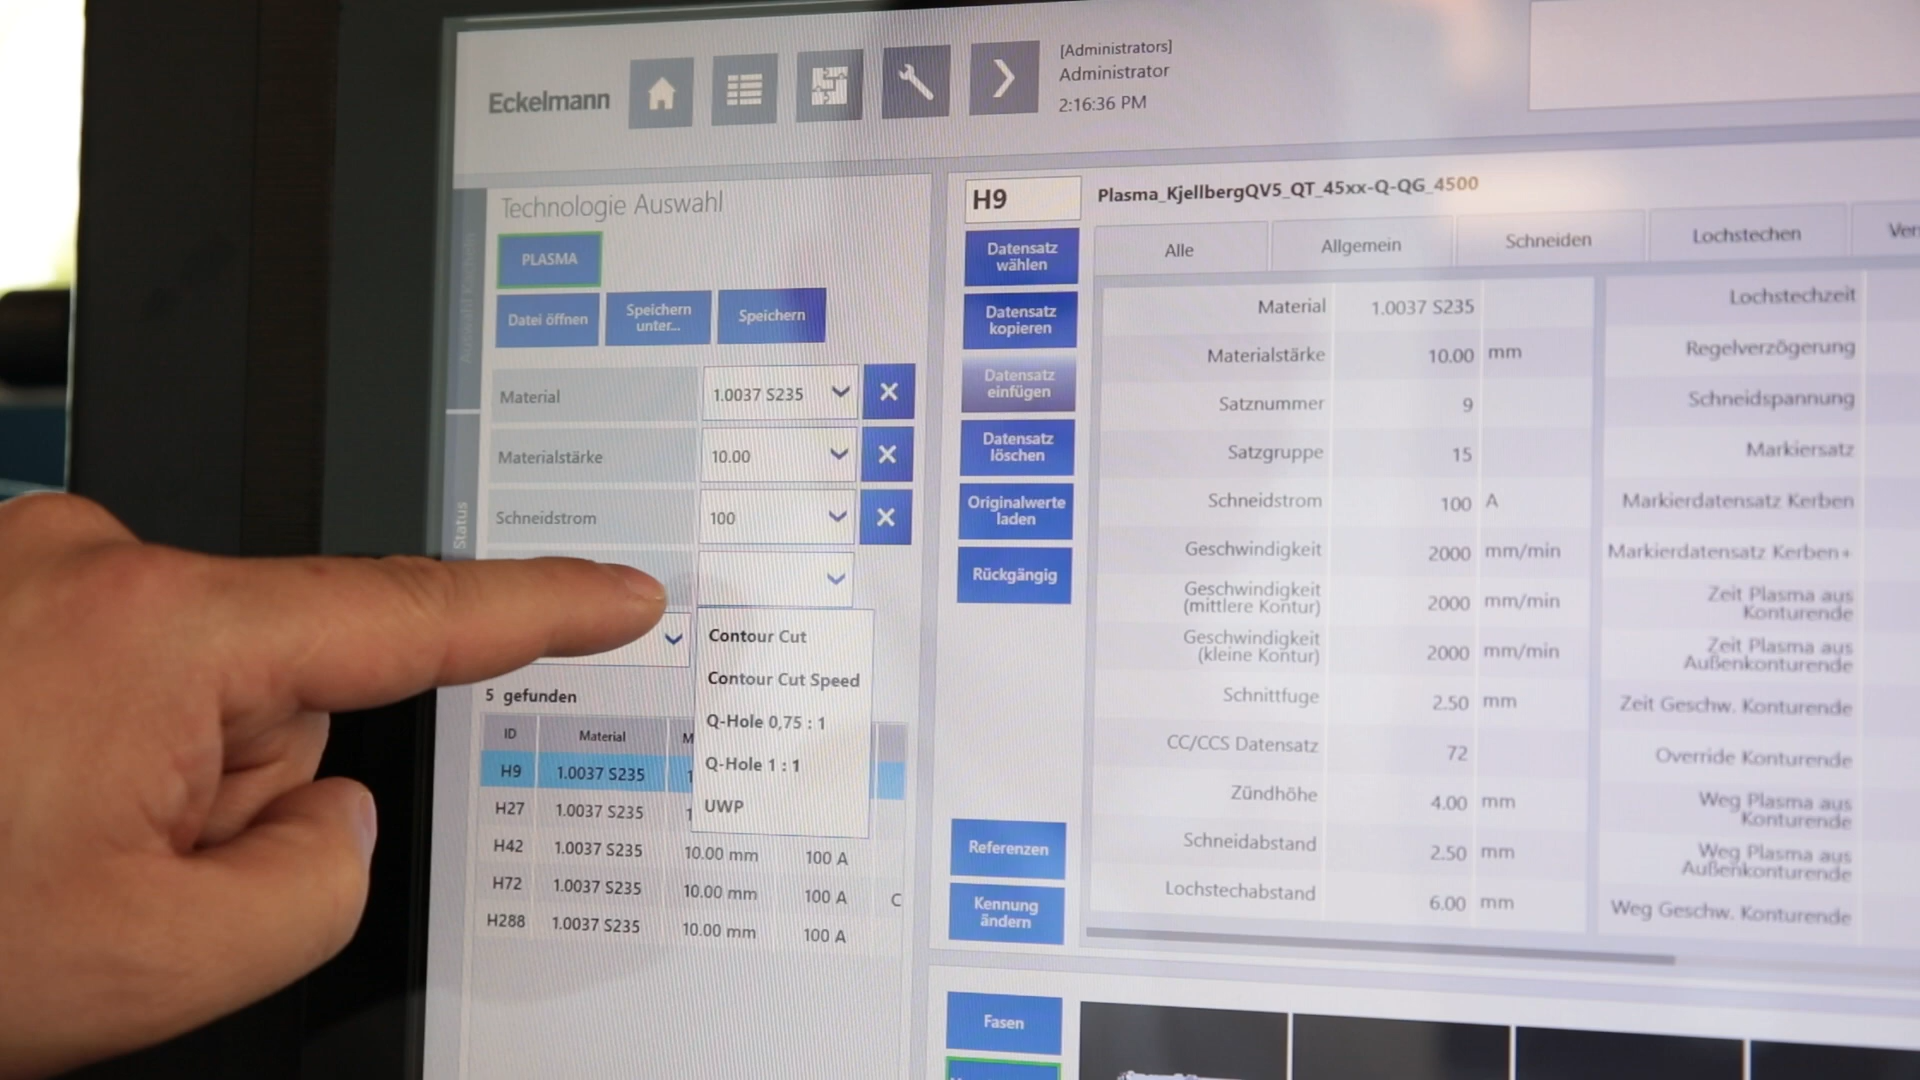 Eckelmann
[Administrators]
Administrator
2:16:36 PM
Technologie Auswahl
PLASMA
Datei öffnen
Speichern
unter...
Speichern
Material
1.0037 S235
Materialstärke
10.00
Schneidstrom
100
Contour Cut
Contour Cut Speed
Q-Hole 0,75 : 1
Q-Hole 1 : 1
UWP
Status
5 gefunden
ID Material M
H9 1.0037 S235 1
H27 1.0037 S235 1
H42 1.0037 S235 10.00 mm 100 A
H72 1.0037 S235 10.00 mm 100 A C
H288 1.0037 S235 10.00 mm 100 A
H9
Plasma_KjellbergQV5_QT_45xx-Q-QG_4500
Datensatz
wählen
Datensatz
kopieren
Datensatz
einfügen
Datensatz
löschen
Originalwerte
laden
Rückgängig
Referenzen
Kennung
ändern
Fasen
Alle
Allgemein
Schneiden
Lochstechen
Ver
Material 1.0037 S235
Materialstärke 10.00 mm
Satznummer 9
Satzgruppe 15
Schneidstrom 100 A
Geschwindigkeit 2000 mm/min
Geschwindigkeit
(mittlere Kontur) 2000 mm/min
Geschwindigkeit
(kleine Kontur) 2000 mm/min
Schnittfuge 2.50 mm
CC/CCS Datensatz 72
Zündhöhe 4.00 mm
Schneidabstand 2.50 mm
Lochstechabstand 6.00 mm
Lochstechzeit
Regelverzögerung
Schneidspannung
Markiersatz
Markierdatensatz Kerben
Markierdatensatz Kerben+
Zeit Plasma aus
Konturende
Zeit Plasma aus
Außenkonturende
Zeit Geschw. Konturende
Override Konturende
Weg Plasma aus
Konturende
Weg Plasma aus
Außenkonturende
Weg Geschw. Konturende